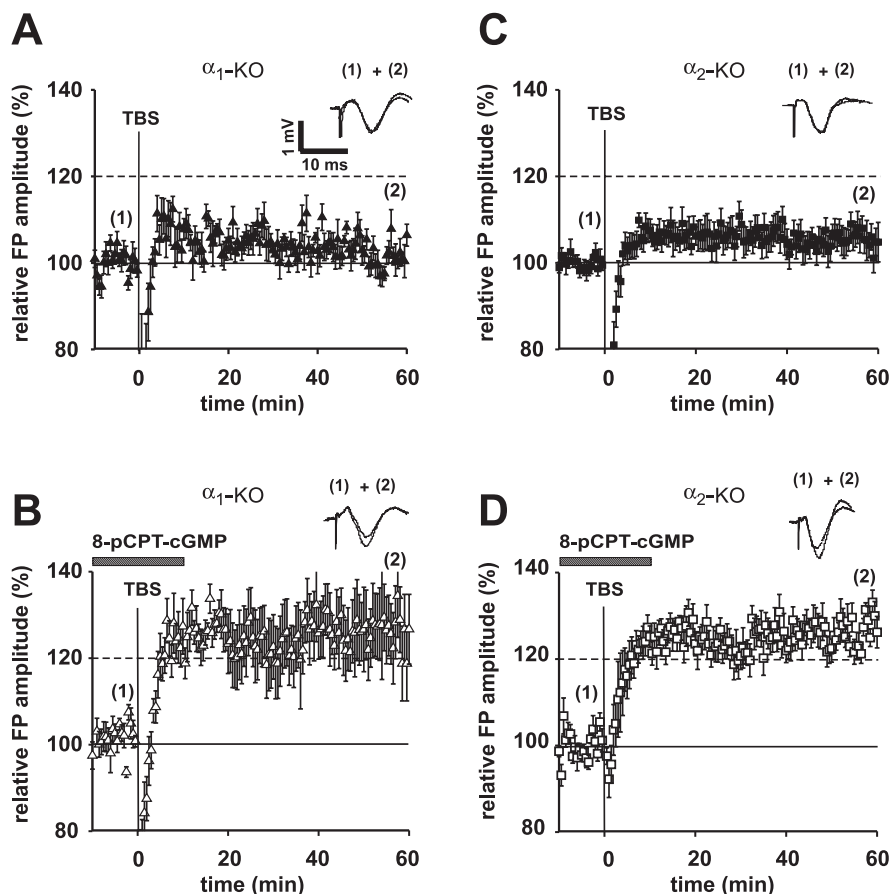 A
α1-KO
(1) + (2)
140
TBS
1 mV
10 ms
120
(1)
(2)
100
80
relative FP amplitude (%)
0
20
40
60
time (min)
C
α2-KO
(1) + (2)
140
TBS
120
(1)
(2)
100
80
relative FP amplitude (%)
0
20
40
60
time (min)
B
α1-KO
(1) + (2)
8-pCPT-cGMP
140
TBS
(2)
120
(1)
100
80
relative FP amplitude (%)
0
20
40
60
time (min)
D
α2-KO
(1) + (2)
8-pCPT-cGMP
140
TBS
(2)
120
(1)
100
80
relative FP amplitude (%)
0
20
40
60
time (min)